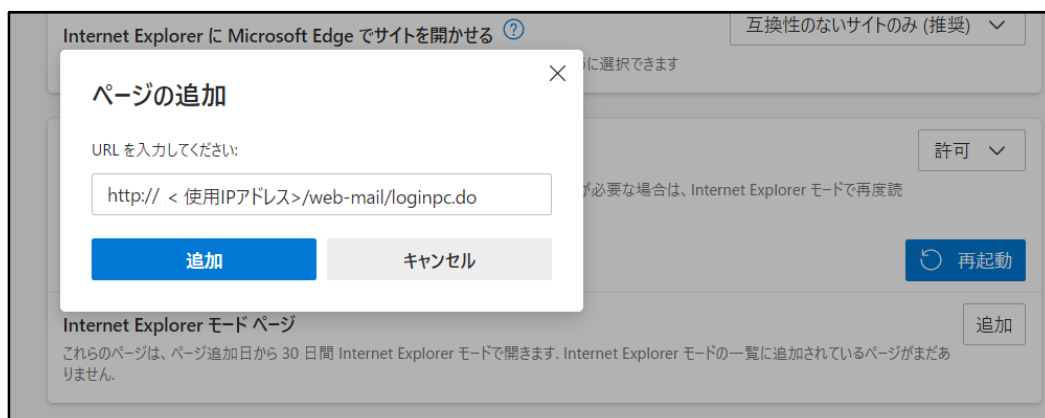 Internet Explorer に Microsoft Edge でサイトを開かせる
互換性のないサイトのみ (推奨)
に選択できます
ページの追加
URL を入力してください:
http:// < 使用IPアドレス>/web-mail/loginpc.do
追加
キャンセル
許可
が必要な場合は、Internet Explorer モードで再度読
再起動
Internet Explorer モード ページ
追加
これらのページは、ページ追加日から 30 日間 Internet Explorer モードで開きます. Internet Explorer モードの一覧に追加されているページがまだあ
りません.